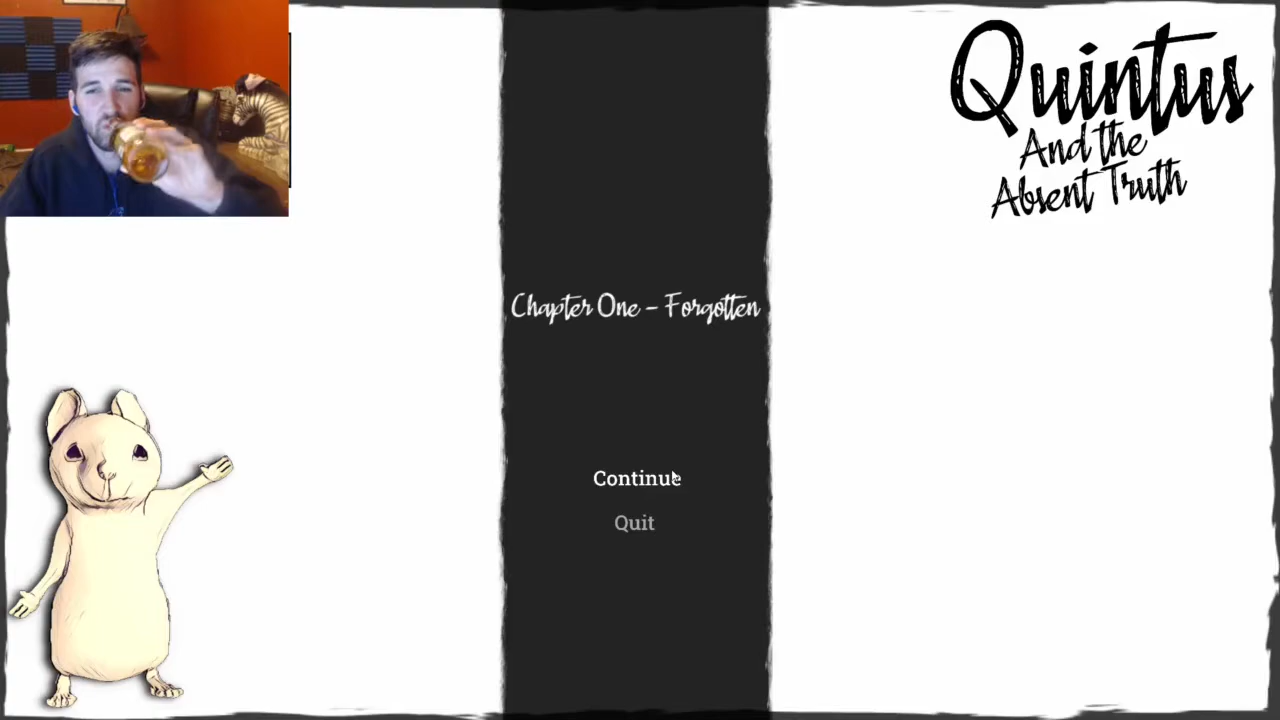 Quintus
And the
Absent Truth
Chapter One - Forgotten
Continue
Quit